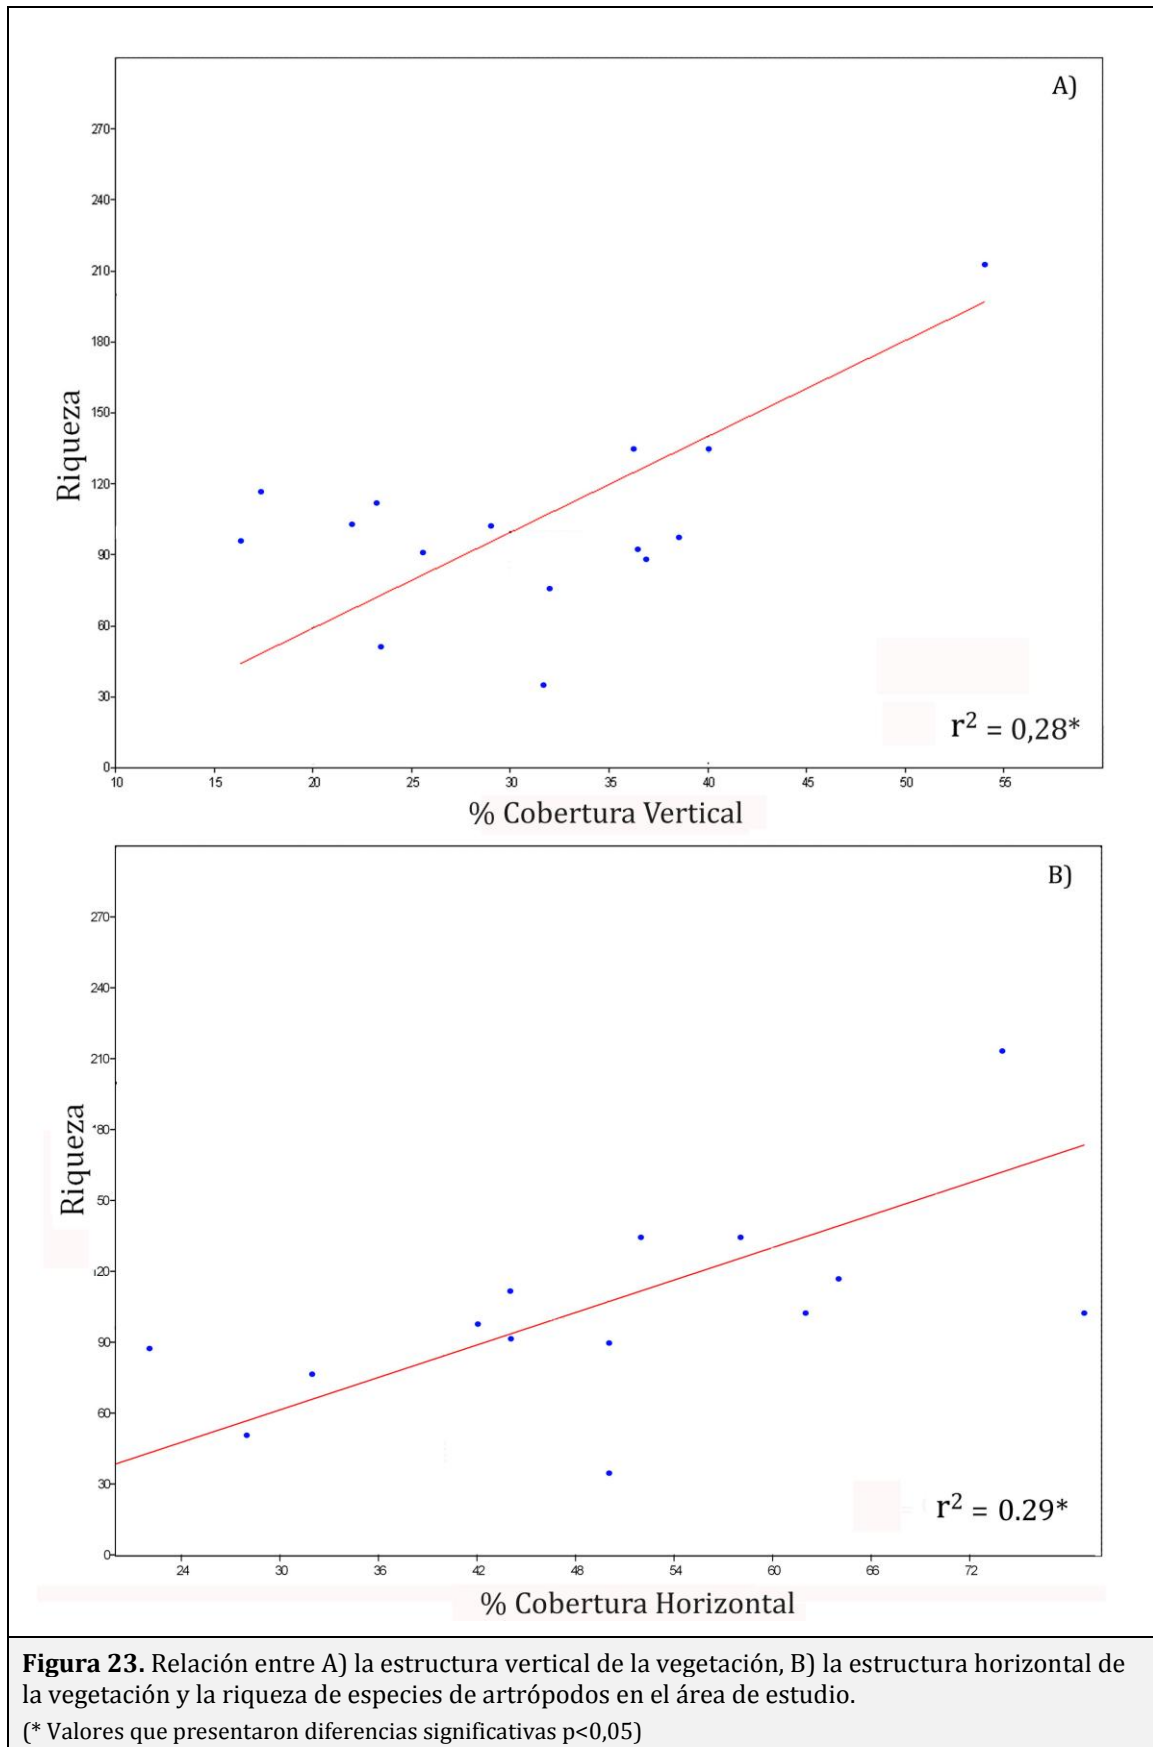 A)
270
240
210
180
150
120
90
60
30
0
Riqueza
10 15 20 25 30 35 40 45 50 55
r² = 0,28*
% Cobertura Vertical
B)
270
240
210
180
50
120
90
60
30
0
Riqueza
24 30 36 42 48 54 60 66 72
r² = 0.29*
% Cobertura Horizontal
Figura 23. Relación entre A) la estructura vertical de la vegetación, B) la estructura horizontal de
la vegetación y la riqueza de especies de artrópodos en el área de estudio.
(* Valores que presentaron diferencias significativas p<0,05)